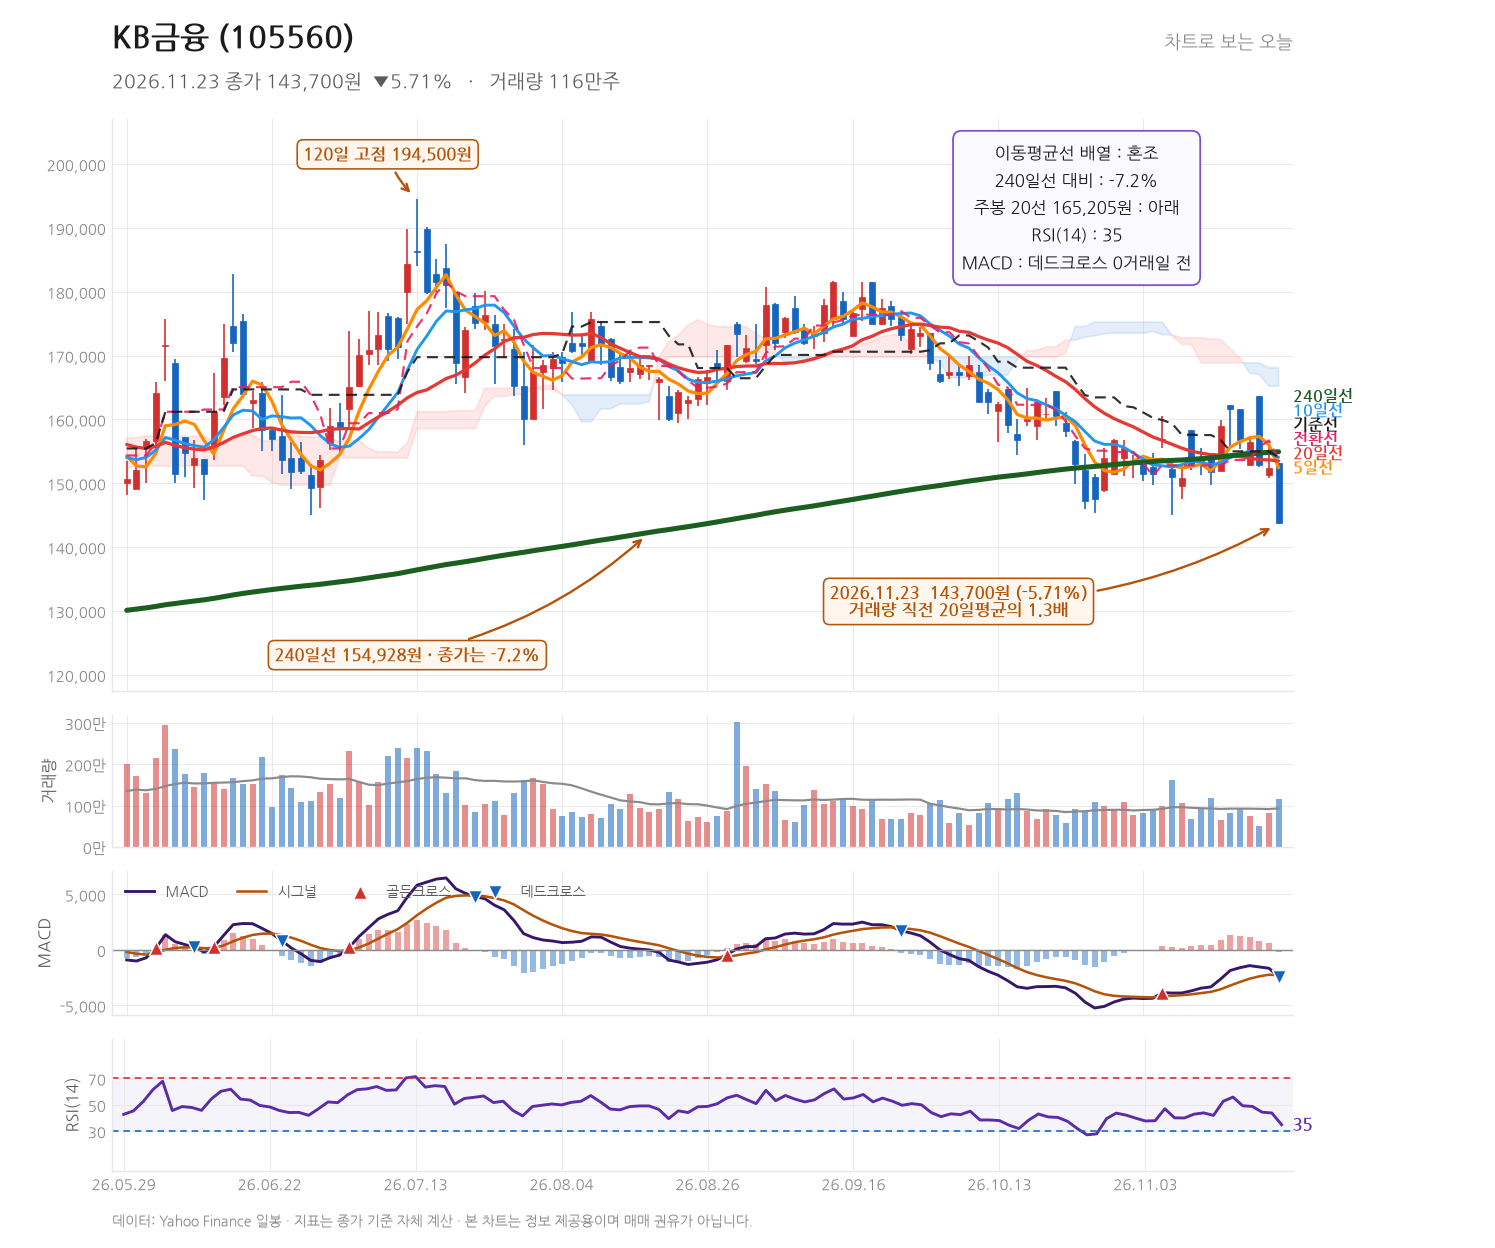 KB금융 (105560)
차트로 보는 오늘
2026.11.23 종가 143,700원 ▼5.71% · 거래량 116만주
120일 고점 194,500원
이동평균선 배열 : 혼조
240일선 대비 : -7.2%
주봉 20선 165,205원 : 아래
RSI(14) : 35
MACD : 데드크로스 0거래일 전
200,000
190,000
180,000
170,000
160,000
150,000
140,000
130,000
120,000
240일선
10일선
기준선
전환선
20일선
5일선
2026.11.23 143,700원 (-5.71%)
거래량 직전 20일평균의 1.3배
240일선 154,928원 · 종가는 -7.2%
거래량
300만
200만
100만
0만
MACD
시그널
골든크로스
데드크로스
MACD
5,000
0
-5,000
RSI(14)
70
50
30
35
26.05.29
26.06.22
26.07.13
26.08.04
26.08.26
26.09.16
26.10.13
26.11.03
데이터: Yahoo Finance 일봉 · 지표는 종가 기준 자체 계산 · 본 차트는 정보 제공용이며 매매 권유가 아닙니다.